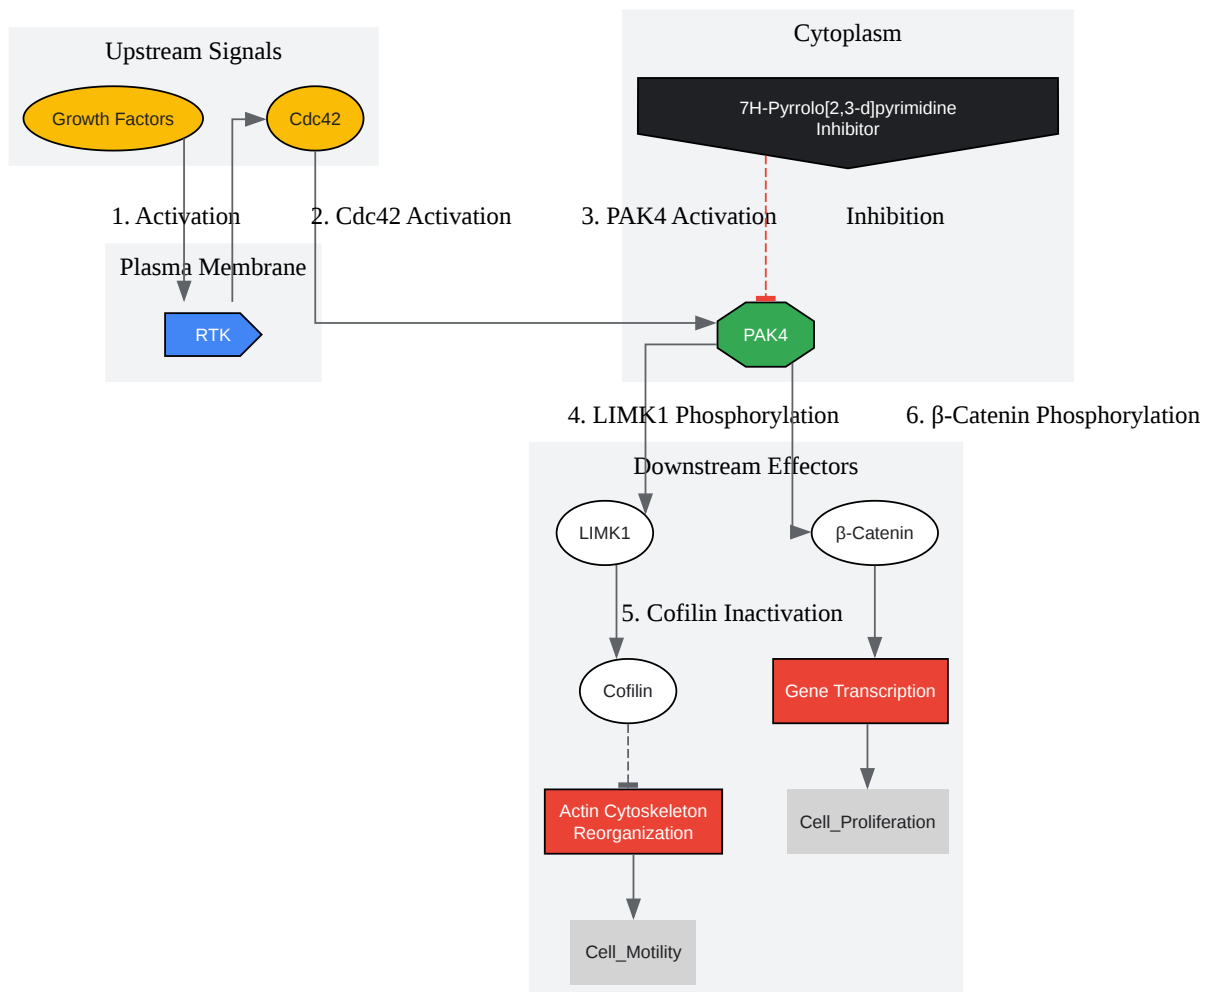 Upstream Signals
Cytoplasm
Growth Factors
Cdc42
7H-Pyrrolo[2,3-d]pyrimidine
Inhibitor
1. Activation
2. Cdc42 Activation
3. PAK4 Activation
Inhibition
Plasma Membrane
RTK
PAK4
4. LIMK1 Phosphorylation
6. β-Catenin Phosphorylation
Downstream Effectors
LIMK1
β-Catenin
5. Cofilin Inactivation
Cofilin
Gene Transcription
Actin Cytoskeleton
Reorganization
Cell_Proliferation
Cell_Motility